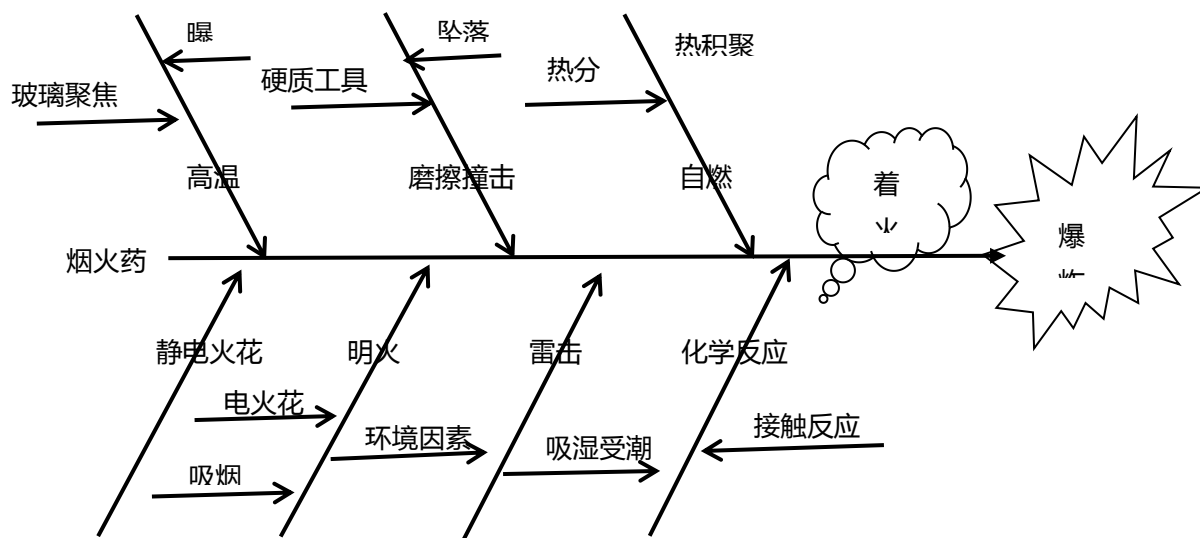 曝
坠落
热积聚
热分
硬质工具
玻璃聚焦
高温
磨擦撞击
自燃
着
火
爆
烟火药
静电火花
明火
雷击
化学反应
电火花
环境因素
吸湿受潮
接触反应
吸烟